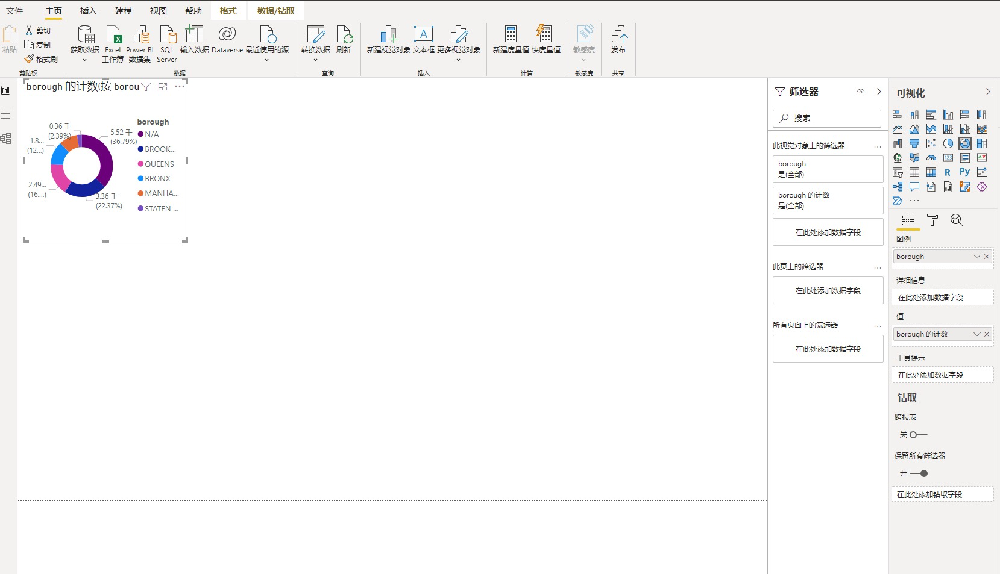 文件 主页 插入 建模 视图 帮助 格式 数据/钻取
粘贴
剪切
复制
格式刷
剪贴板
获取数据
Excel
工作簿
Power BI
数据集
SQL
Server
输入数据
Dataverse
最近使用的源
数据
转换数据
刷新
查询
新建视觉对象
文本框
更多视觉对象
插入
新建度量值
快度量值
计算
敏感度
敏感度
发布
共享
borough 的计数(按 borou
0.36 千
(2.39%)
5.52 千
(36.79%)
1.8...
(12...)
2.49...
(16....)
3.36 千
(22.37%)
borough
N/A
BROOK...
QUEENS
BRONX
MANHA...
STATEN ...
筛选器
搜索
此视觉对象上的筛选器 ...
borough
是(全部)
borough 的计数
是(全部)
在此处添加数据字段
此页上的筛选器 ...
在此处添加数据字段
所有页面上的筛选器 ...
在此处添加数据字段
可视化
123
R Py
...
图例
borough
详细信息
在此处添加数据字段
值
borough 的计数
工具提示
在此处添加数据字段
钻取
跨报表
关
保留所有筛选器
开
在此处添加钻取字段